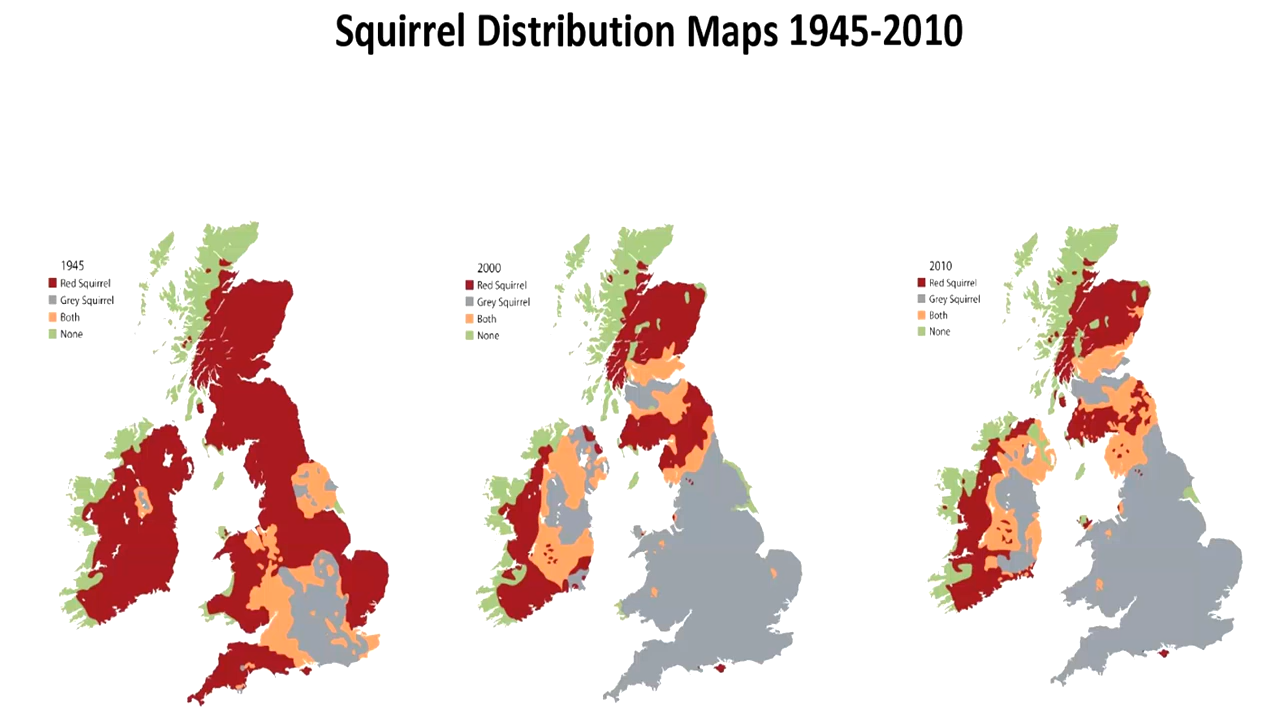 Squirrel Distribution Maps 1945-2010
1945
Red Squirrel
Grey Squirrel
Both
None
2000
Red Squirrel
Grey Squirrel
Both
None
2010
Red Squirrel
Grey Squirrel
Both
None